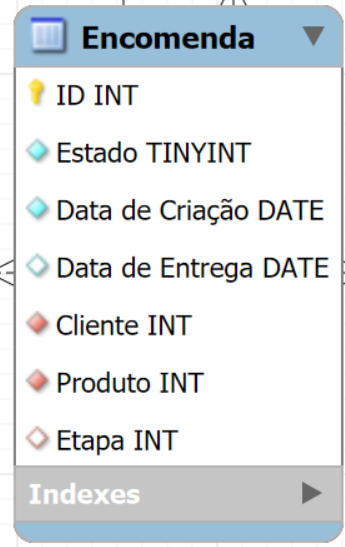 Encomenda
ID INT
Estado TINYINT
Data de Criação DATE
Data de Entrega DATE
Cliente INT
Produto INT
Etapa INT
Indexes